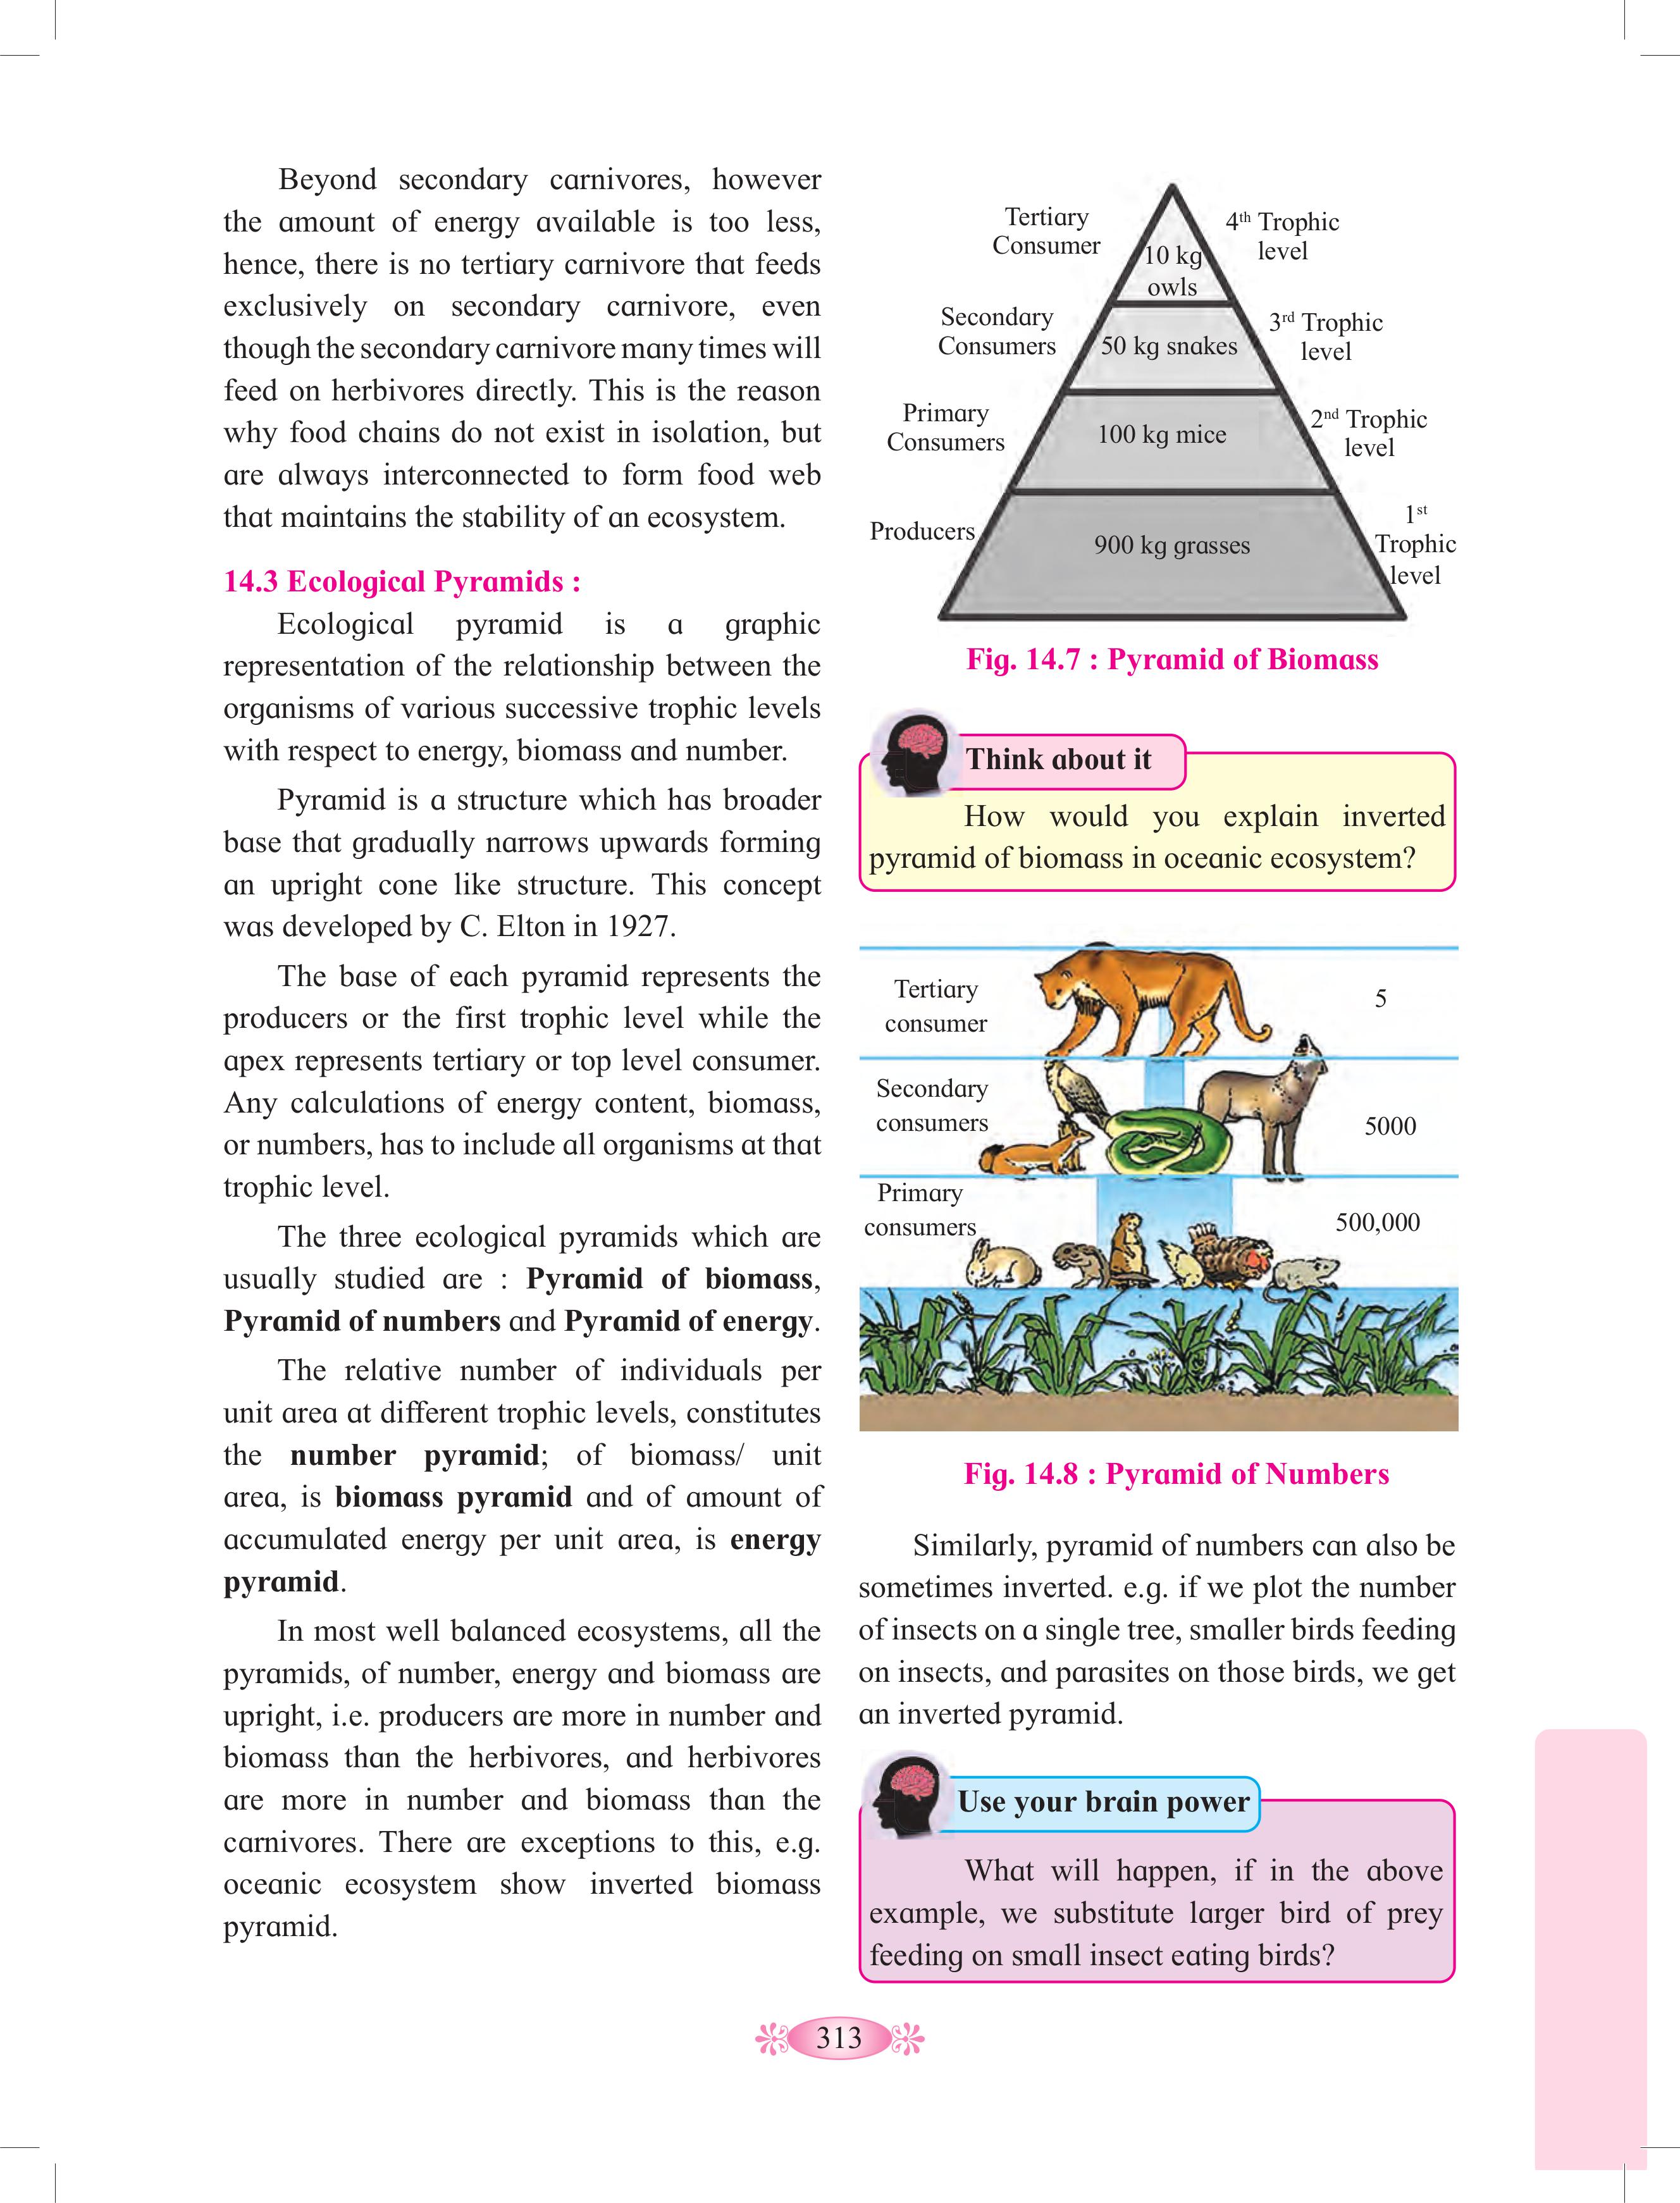 Beyond secondary carnivores, however
the amount of energy available is too less,
hence, there is no tertiary carnivore that feeds
exclusively on secondary carnivore, even
though the secondary carnivore many times will
feed on herbivores directly. This is the reason
why food chains do not exist in isolation, but
are always interconnected to form food web
that maintains the stability of an ecosystem.
14.3 Ecological Pyramids :
Ecological pyramid is a graphic
representation of the relationship between the
organisms of various successive trophic levels
with respect to energy, biomass and number.
Pyramid is a structure which has broader
base that gradually narrows upwards forming
an upright cone like structure. This concept
was developed by C. Elton in 1927.
The base of each pyramid represents the
producers or the first trophic level while the
apex represents tertiary or top level consumer.
Any calculations of energy content, biomass,
or numbers, has to include all organisms at that
trophic level.
The three ecological pyramids which are
usually studied are : Pyramid of biomass,
Pyramid of numbers and Pyramid of energy.
The relative number of individuals per
unit area at different trophic levels, constitutes
the number pyramid; of biomass/ unit
area, is biomass pyramid and of amount of
accumulated energy per unit area, is energy
pyramid.
In most well balanced ecosystems, all the
pyramids, of number, energy and biomass are
upright, i.e. producers are more in number and
biomass than the herbivores, and herbivores
are more in number and biomass than the
carnivores. There are exceptions to this, e.g.
oceanic ecosystem show inverted biomass
pyramid.
Tertiary
Consumer
10 kg
owls
4th Trophic
level
Secondary
Consumers
50 kg snakes
3rd Trophic
level
Primary
Consumers
100 kg mice
2nd Trophic
level
Producers
900 kg grasses
1st
Trophic
level
Fig. 14.7 : Pyramid of Biomass
Think about it
How would you explain inverted
pyramid of biomass in oceanic ecosystem?
Tertiary
consumer
5
Secondary
consumers
5000
Primary
consumers
500,000
Fig. 14.8 : Pyramid of Numbers
Similarly, pyramid of numbers can also be
sometimes inverted. e.g. if we plot the number
of insects on a single tree, smaller birds feeding
on insects, and parasites on those birds, we get
an inverted pyramid.
Use your brain power
What will happen, if in the above
example, we substitute larger bird of prey
feeding on small insect eating birds?
313